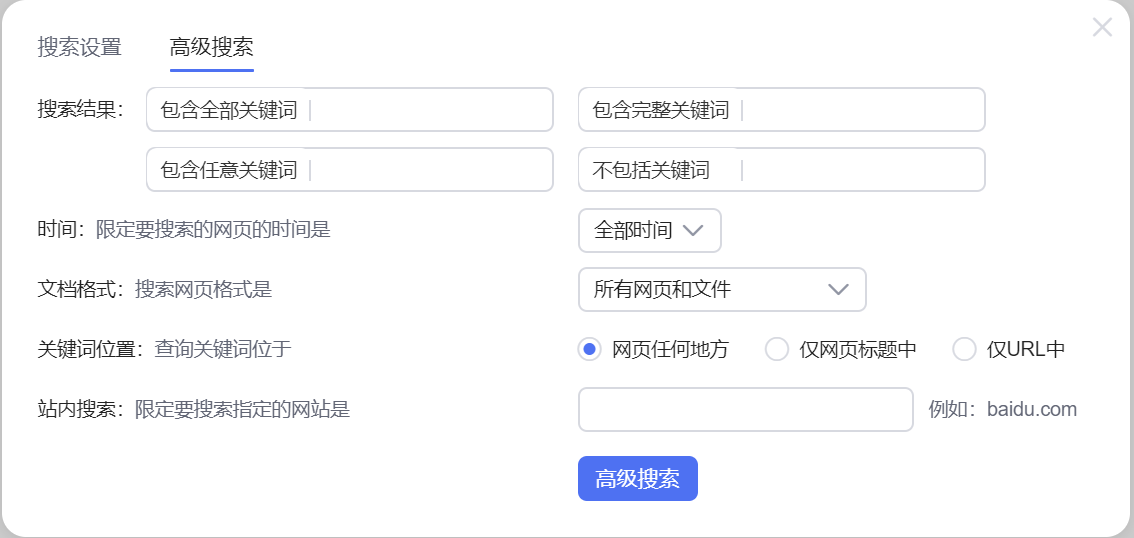 搜索设置 高级搜索
搜索结果: 包含全部关键词 包含完整关键词
包含任意关键词 不包括关键词
时间: 限定要搜索的网页的时间是 全部时间
文档格式: 搜索网页格式是 所有网页和文件
关键词位置: 查询关键词位于 网页任何地方 仅网页标题中 仅URL中
站内搜索: 限定要搜索指定的网站是 例如: baidu.com
高级搜索